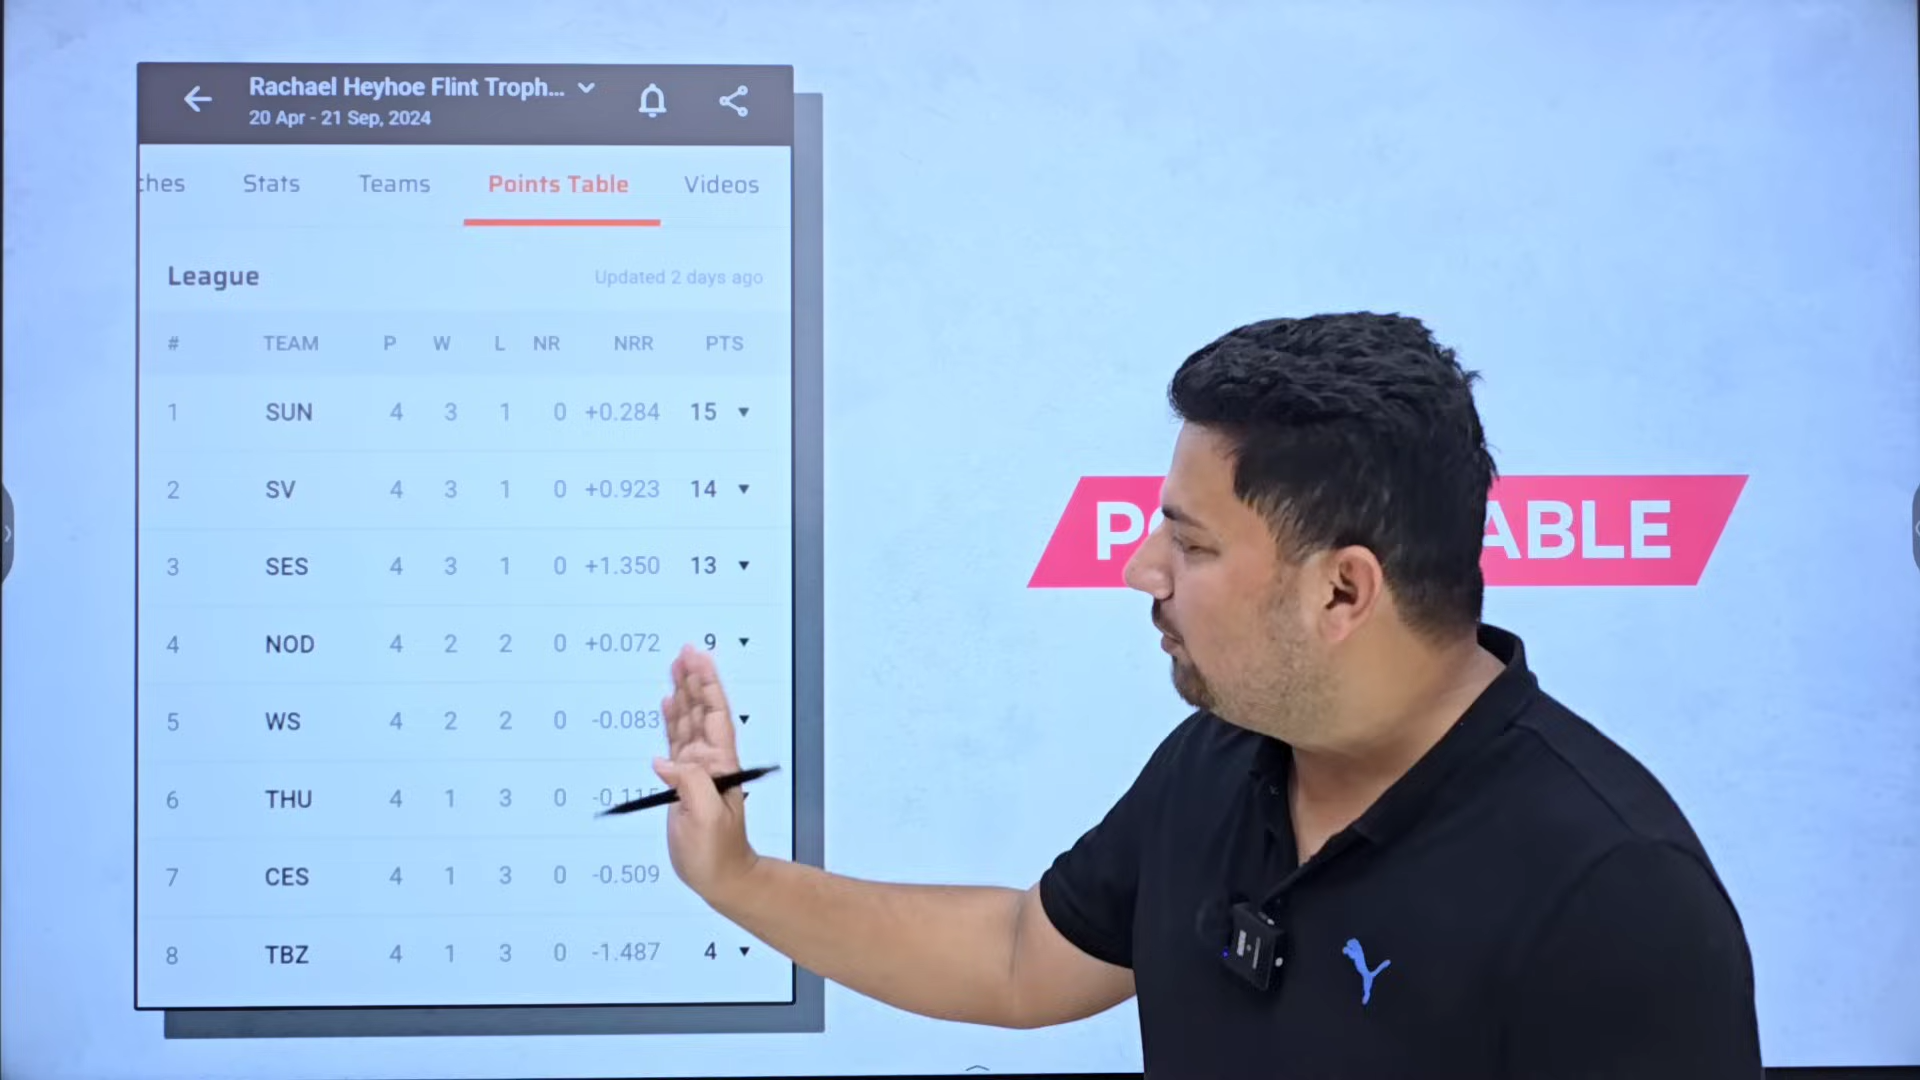 Rachael Heyhoe Flint Troph...
20 Apr - 21 Sep, 2024
ches Stats Teams Points Table Videos
League Updated 2 days ago
# TEAM P W L NR NRR PTS
1 SUN 4 3 1 0 +0.284 15
2 SV 4 3 1 0 +0.923 14
3 SES 4 3 1 0 +1.350 13
4 NOD 4 2 2 0 +0.072 9
5 WS 4 2 2 0 -0.083
6 THU 4 1 3 0
7 CES 4 1 3 0 -0.509
8 TBZ 4 1 3 0 -1.487 4